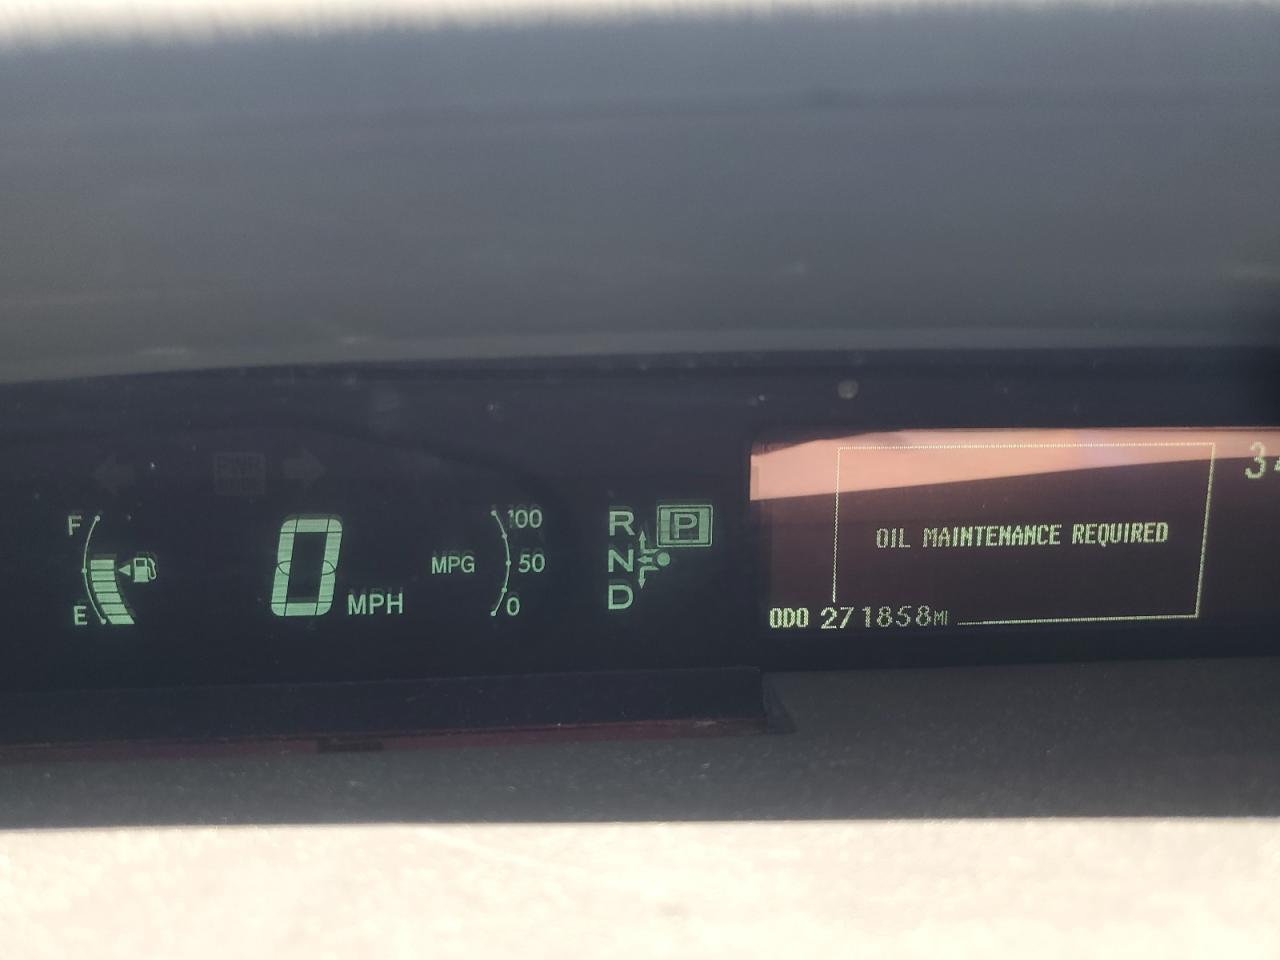 F
E
0 MPH
MPG
100
50
0
R
N
D
P
OIL MAINTENANCE REQUIRED
ODO 271858MI